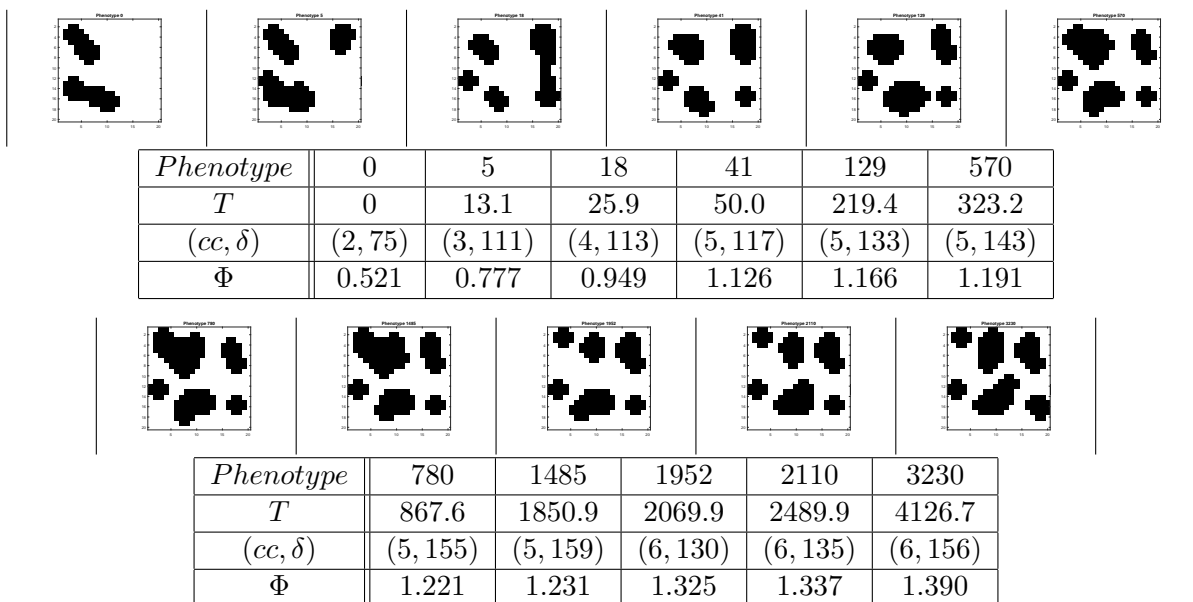 Phenotype 0 Phenotype 5 Phenotype 18 Phenotype 41 Phenotype 129 Phenotype 570
Phenotype 0 5 18 41 129 570
T 0 13.1 25.9 50.0 219.4 323.2
(cc, δ) (2, 75) (3, 111) (4, 113) (5, 117) (5, 133) (5, 143)
Φ 0.521 0.777 0.949 1.126 1.166 1.191
Phenotype 780 Phenotype 1485 Phenotype 1952 Phenotype 2110 Phenotype 3230
Phenotype 780 1485 1952 2110 3230
T 867.6 1850.9 2069.9 2489.9 4126.7
(cc, δ) (5, 155) (5, 159) (6, 130) (6, 135) (6, 156)
Φ 1.221 1.231 1.325 1.337 1.390